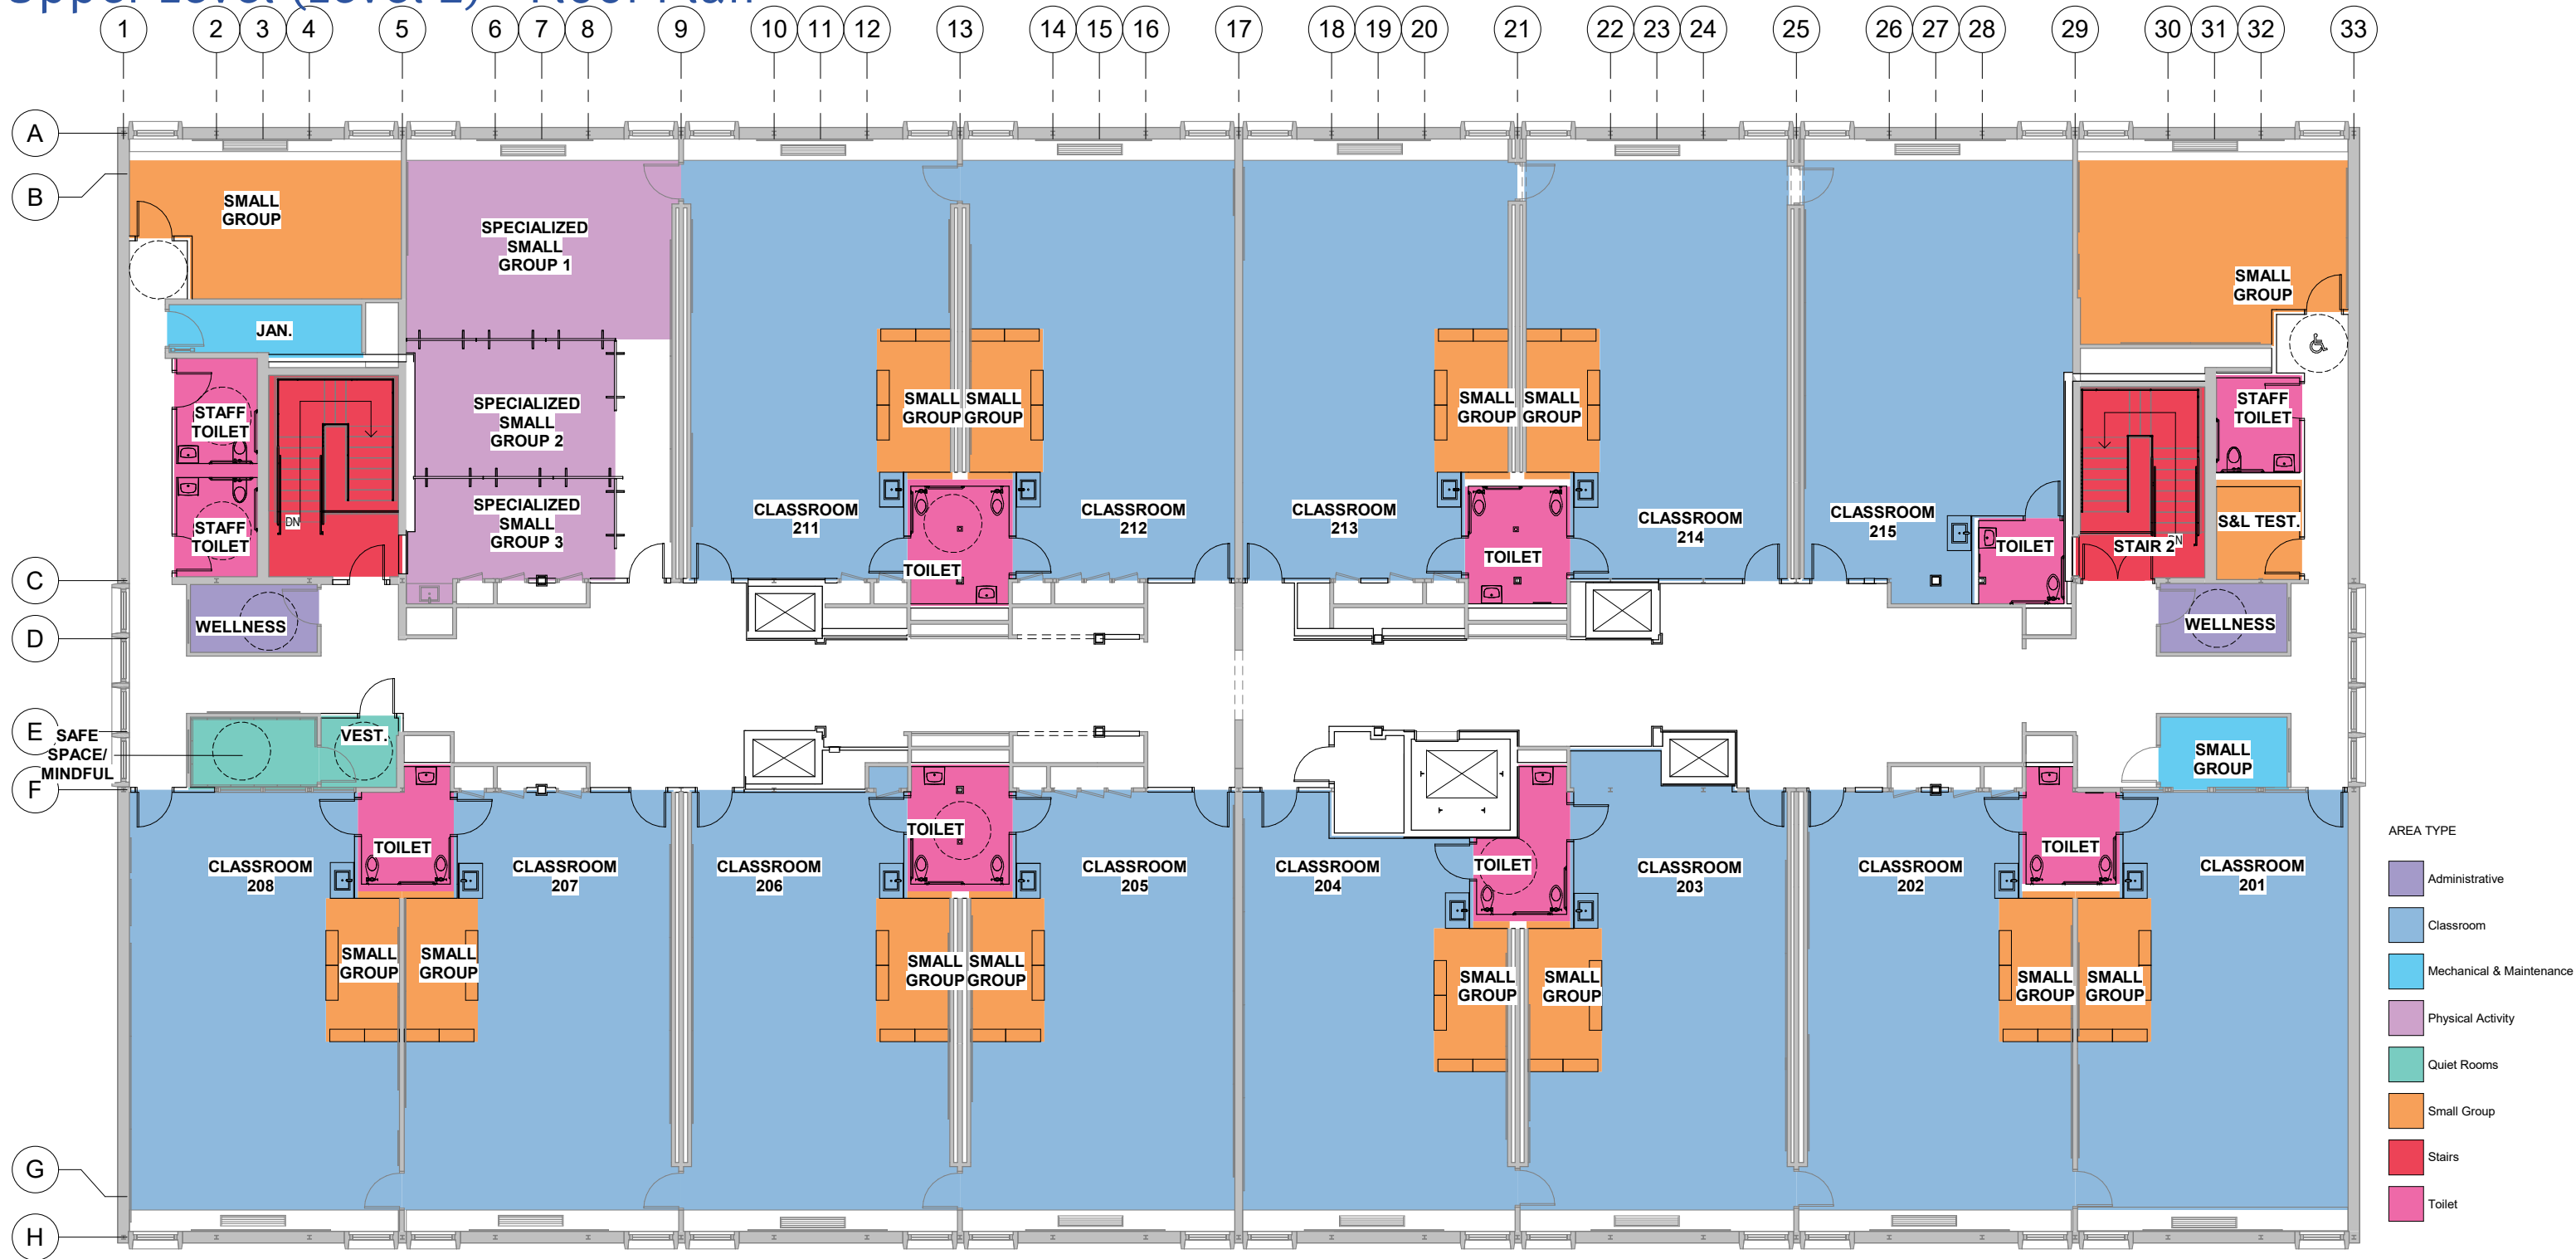 Upper Level (Level 2) - Roof Plan
1 2 3 4 5 6 7 8 9 10 11 12 13 14 15 16 17 18 19 20 21 22 23 24 25 26 27 28 29 30 31 32 33
A
B
C
D
E
F
G
H
SMALL
GROUP
SPECIALIZED
SMALL
GROUP 1
SMALL
GROUP
JAN.
STAFF
TOILET
SPECIALIZED
SMALL
GROUP 2
SMALL
GROUP
SMALL
GROUP
SMALL
GROUP
SMALL
GROUP
STAFF
TOILET
STAFF
TOILET
DN
SPECIALIZED
SMALL
GROUP 3
CLASSROOM
211
CLASSROOM
212
CLASSROOM
213
CLASSROOM
214
CLASSROOM
215
S&L TEST.
TOILET
TOILET
TOILET
STAIR 2
N
WELLNESS
WELLNESS
SAFE
SPACE/
MINDFUL
VEST.
SMALL
GROUP
TOILET
TOILET
TOILET
TOILET
CLASSROOM
208
CLASSROOM
207
CLASSROOM
206
CLASSROOM
205
CLASSROOM
204
CLASSROOM
203
CLASSROOM
202
CLASSROOM
201
SMALL
GROUP
SMALL
GROUP
SMALL
GROUP
SMALL
GROUP
SMALL
GROUP
SMALL
GROUP
SMALL
GROUP
SMALL
GROUP
AREA TYPE
Administrative
Classroom
Mechanical & Maintenance
Physical Activity
Quiet Rooms
Small Group
Stairs
Toilet